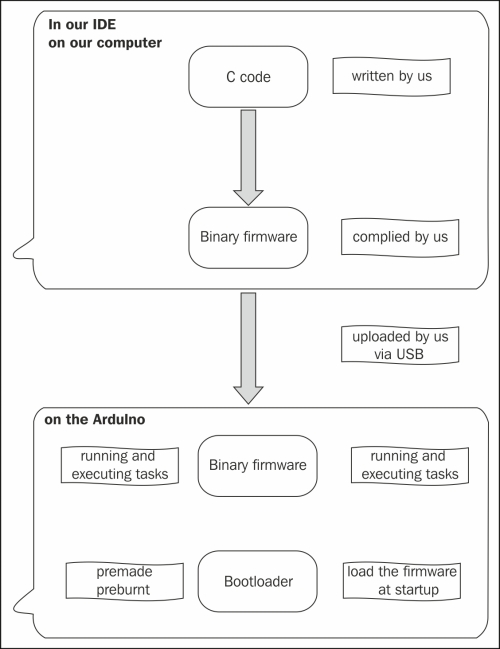 In our IDE
on our computer
C code
written by us
Binary firmware
complied by us
uploaded by us
via USB
on the Ardulno
running and
executing tasks
Binary firmware
running and
executing tasks
premade
preburnt
Bootloader
load the firmware
at startup